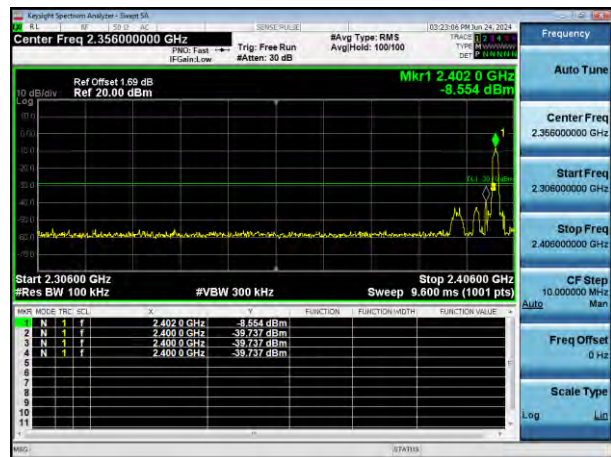 Keysight Spectrum Analyzer - Swept SA
RL RF 50 Ω AC SENSE:PULSE 03:23:06 PM Jun 24, 2024
Center Freq 2.356000000 GHz
PNO: Fast
IFGain:Low
Trig: Free Run
#Atten: 30 dB
#Avg Type: RMS
Avg|Hold: 100/100
TRACE 1 2 3 4 5 6
TYPE M W W W W W
DET P N N N N N
Ref Offset 1.69 dB
10 dB/div Ref 20.00 dBm
Log
Mkr1 2.402 0 GHz
-8.554 dBm
1
Start 2.30600 GHz
#Res BW 100 kHz
#VBW 300 kHz
Stop 2.40600 GHz
Sweep 9.600 ms (1001 pts)
MKR MODE TRC SCL X Y FUNCTION FUNCTION WIDTH FUNCTION VALUE
1 N 1 f 2.402 0 GHz -8.554 dBm
2 N 1 f 2.400 0 GHz -39.737 dBm
3 N 1 f 2.400 0 GHz -39.737 dBm
4 N 1 f 2.400 0 GHz -39.737 dBm
5
6
7
8
9
10
11
MSG STATUS
Frequency
Auto Tune
Center Freq
2.356000000 GHz
Start Freq
2.306000000 GHz
Stop Freq
2.406000000 GHz
CF Step
10.000000 MHz
Auto Man
Freq Offset
0 Hz
Scale Type
Log Lin